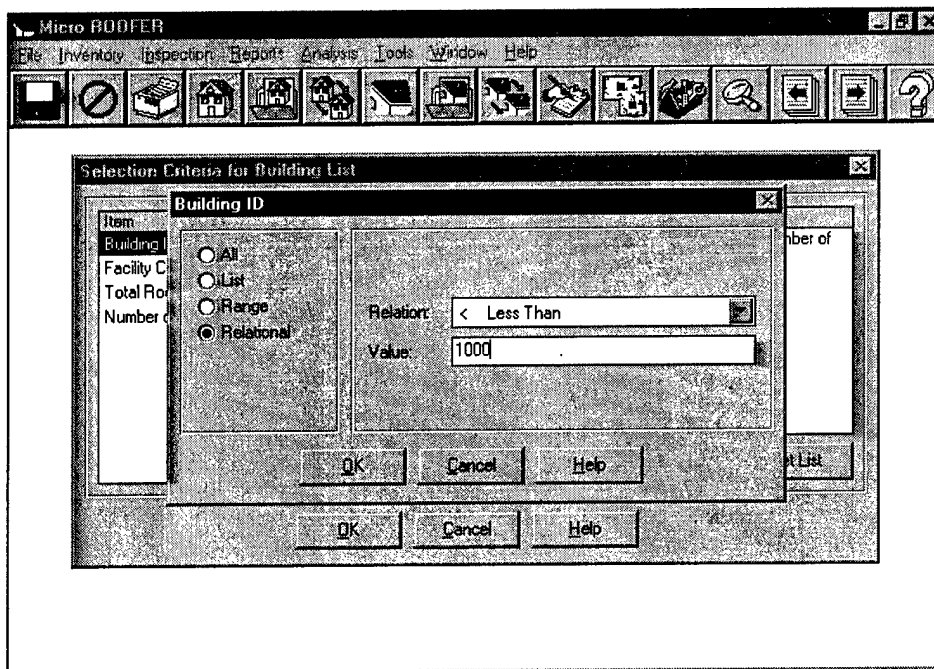 Micro ROOFER
File Inventory Inspection Reports Analysis Tools Window Help
Selection Criteria for Building List
Building ID
Item
Building I
Facility C
Total Roo
Number o
nber of
All
List
Range
Relational
Relation: < Less Than
Value: 1000
OK Cancel Help
t List
OK Cancel Help